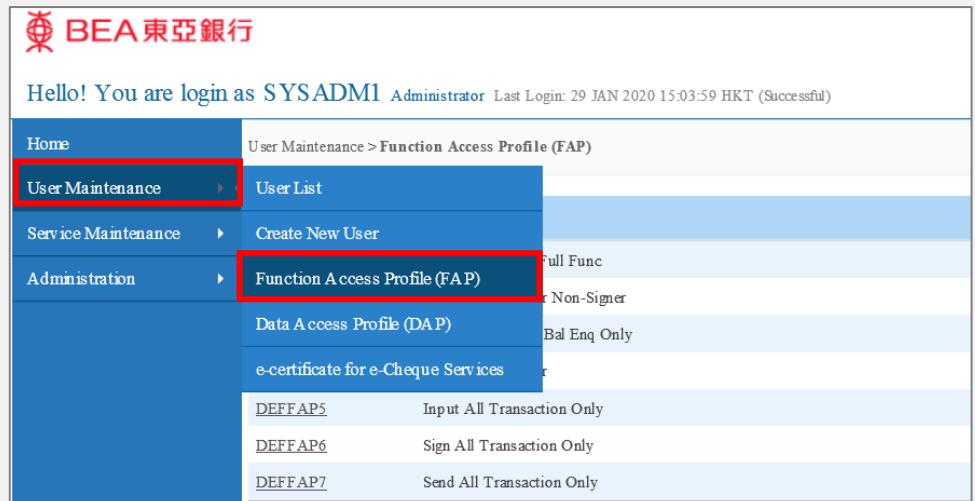 BEA東亞銀行
Hello! You are login as SYSADM1 Administrator Last Login: 29 JAN 2020 15:03:59 HKT (Successful)
Home
User Maintenance > Function Access Profile (FAP)
User Maintenance
User List
Service Maintenance
Create New User
Full Func
Administration
Function Access Profile (FAP)
Non-Signer
Data Access Profile (DAP)
Bal Enq Only
e-certificate for e-Cheque Services
DEFFAP5 Input All Transaction Only
DEFFAP6 Sign All Transaction Only
DEFFAP7 Send All Transaction Only